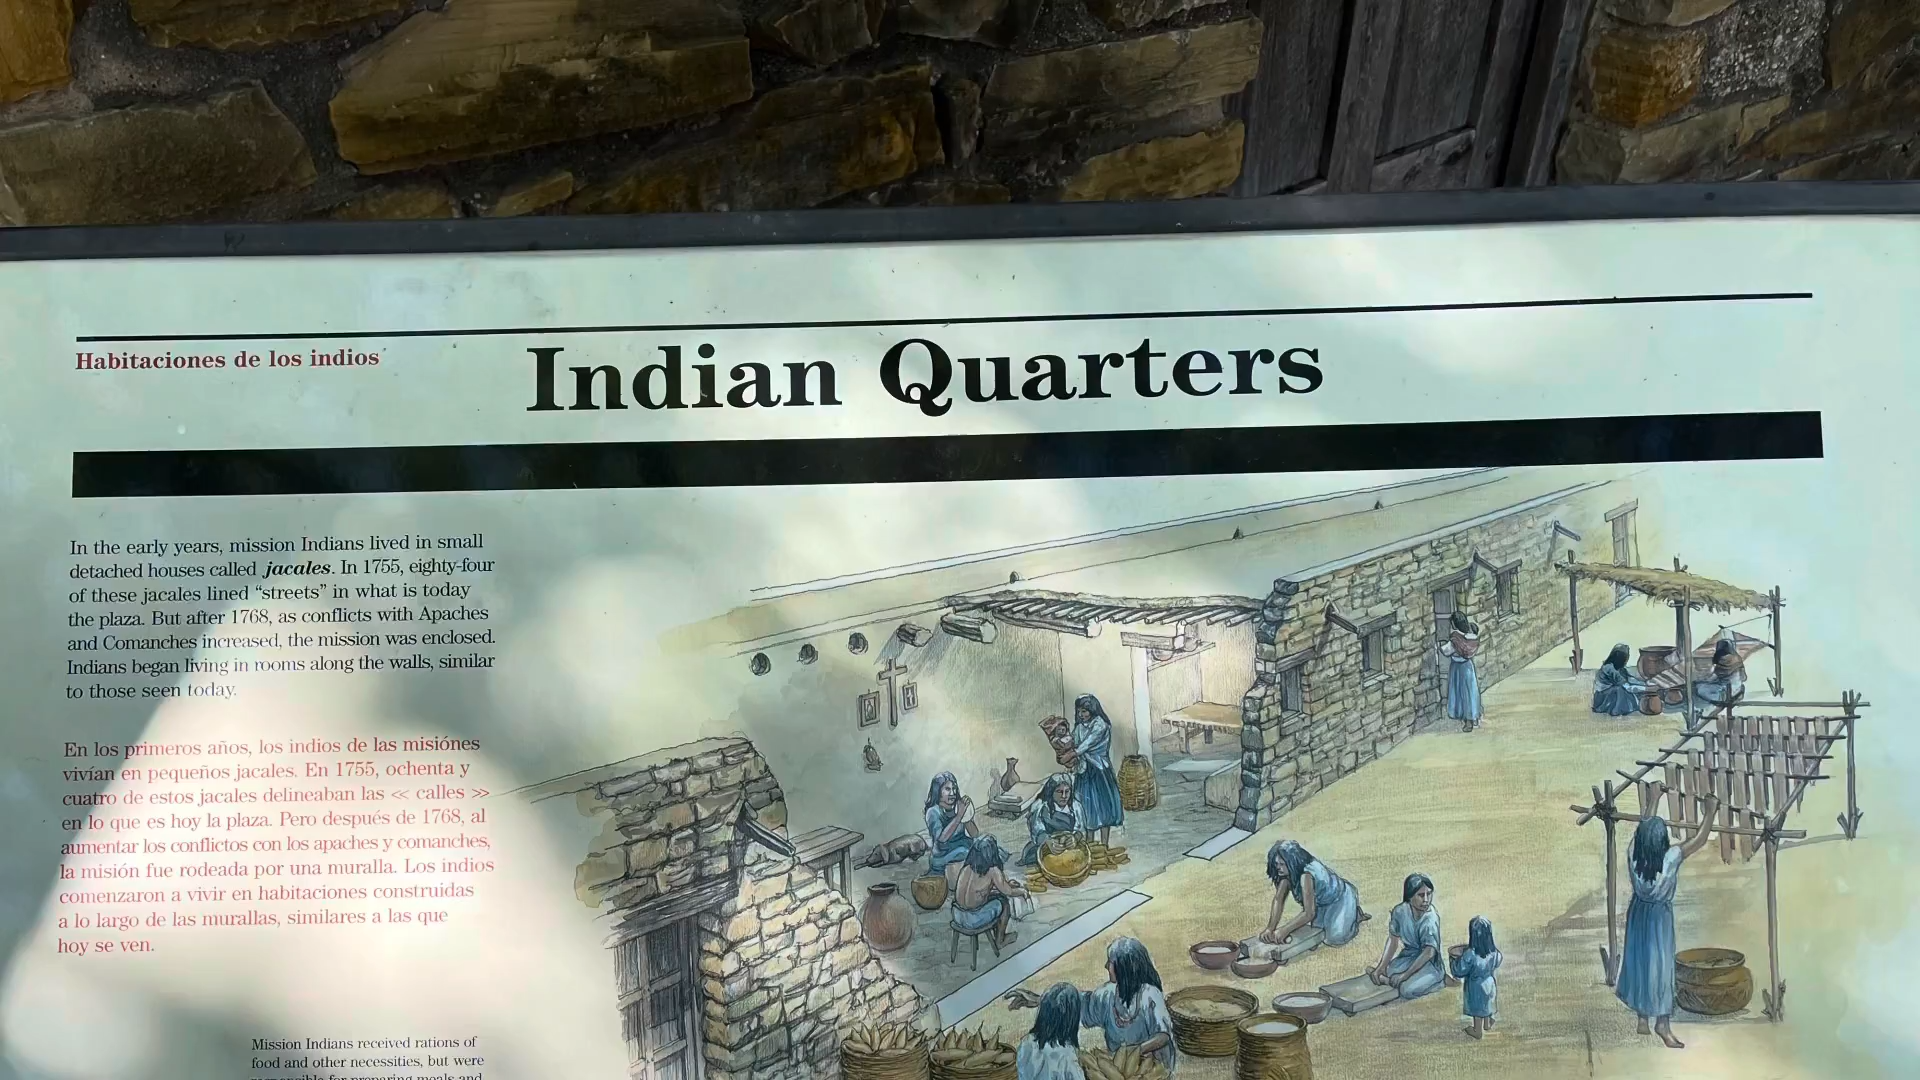 Habitaciones de los indios
Indian Quarters
In the early years, mission Indians lived in small
detached houses called jacales. In 1755, eighty-four
of these jacales lined “streets” in what is today
the plaza. But after 1768, as conflicts with Apaches
and Comanches increased, the mission was enclosed.
Indians began living in rooms along the walls, similar
to those seen today.
En los primeros años, los indios de las misiónes
vivían en pequeños jacales. En 1755, ochenta y
cuatro de estos jacales delineaban las << calles >>
en lo que es hoy la plaza. Pero después de 1768, al
aumentar los conflictos con los apaches y comanches,
la misión fue rodeada por una muralla. Los indios
comenzaron a vivir en habitaciones construidas
a lo largo de las murallas, similares a las que
hoy se ven.
Mission Indians received rations of
food and other necessities, but were
for preparing meals and